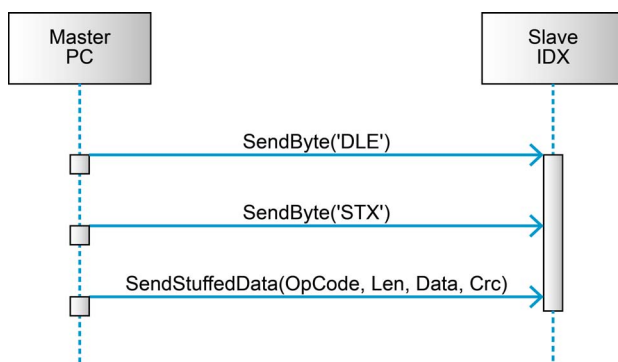 Master
PC
Slave
IDX
SendByte('DLE')
SendByte('STX')
SendStuffedData(OpCode, Len, Data, Crc)